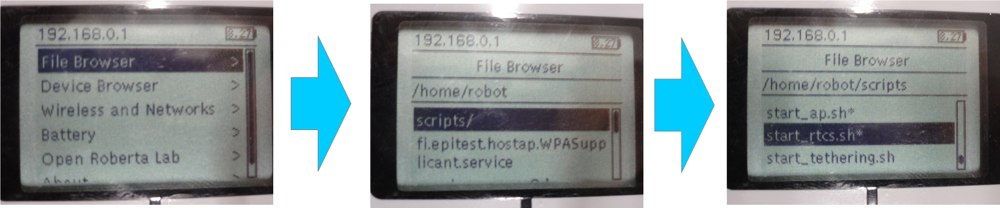 192.168.0.1 8.27
File Browser >
Device Browser >
Wireless and Networks >
Battery >
Open Roberta Lab >
About
192.168.0.1 8.27
File Browser
/home/robot
scripts/
fi.epitest.hostap.WPASupp
licant.service
192.168.0.1 8.27
File Browser
/home/robot/scripts
start_ap.sh*
start_rtcs.sh*
start_tethering.sh